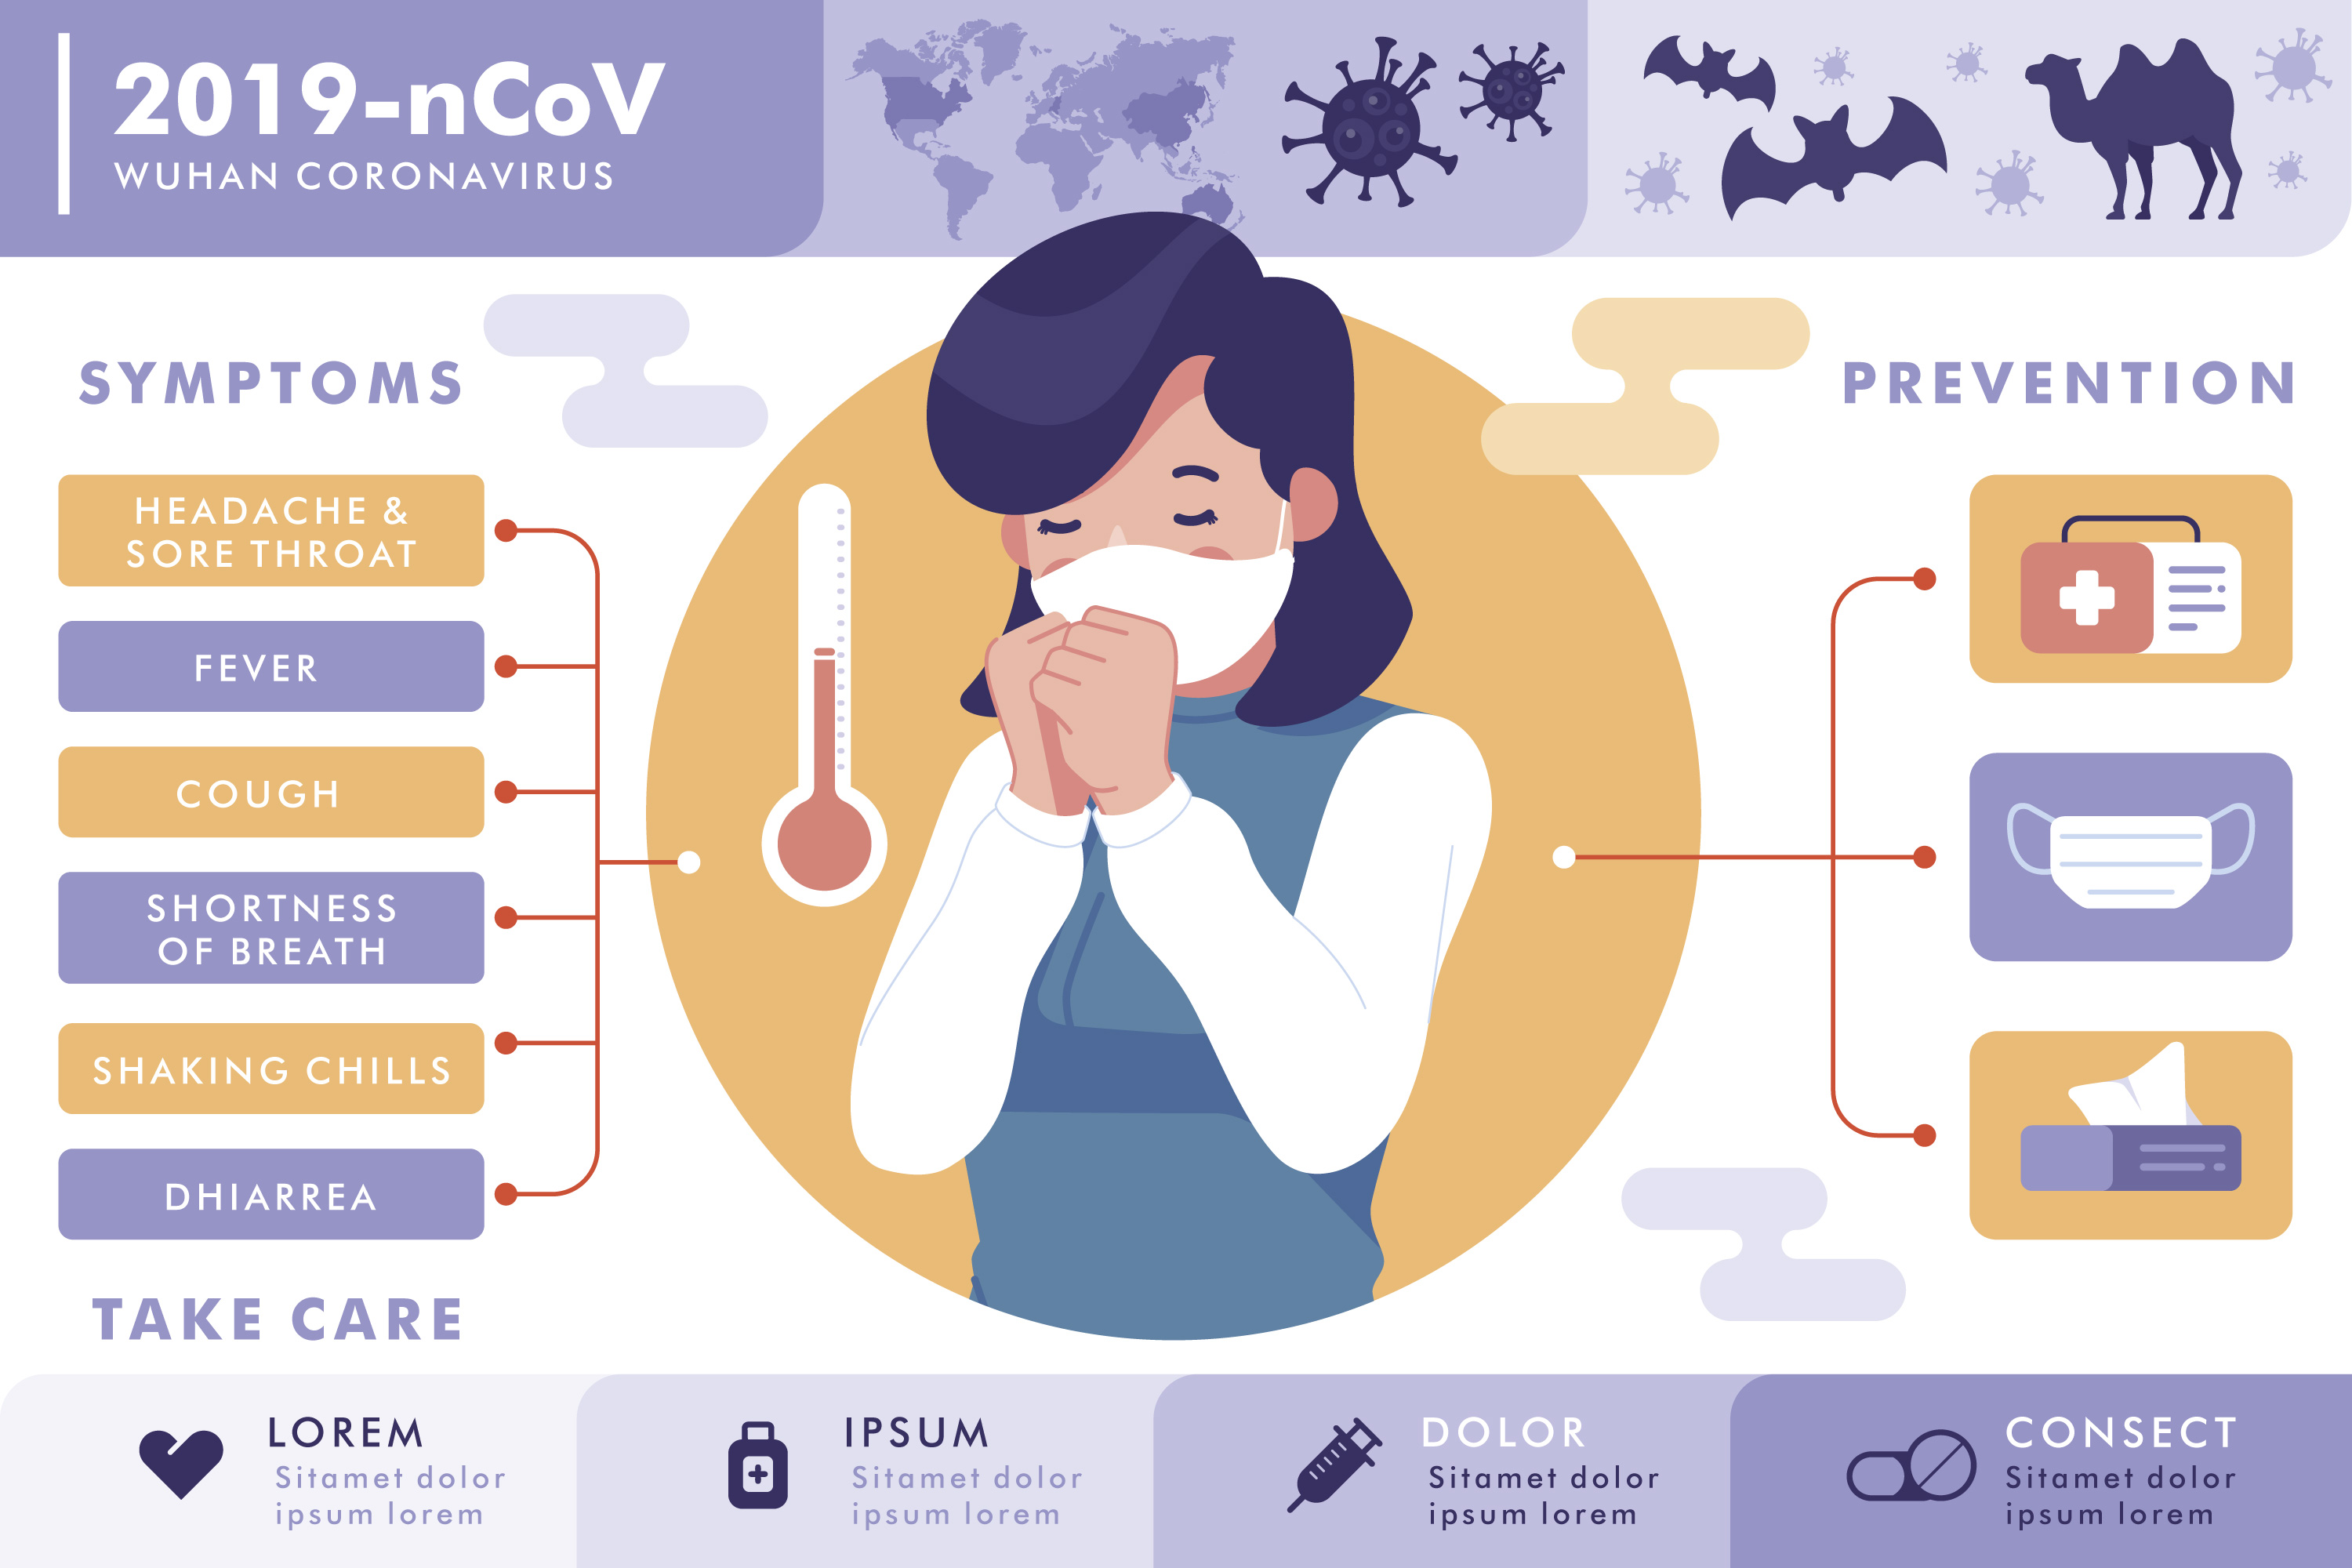 2019-nCoV
WUHAN CORONAVIRUS
SYMPTOMS
HEADACHE &
SORE THROAT
FEVER
COUGH
SHORTNESS
OF BREATH
SHAKING CHILLS
DHIARREA
PREVENTION
TAKE CARE
LOREM
Sitamet dolor
ipsum lorem
IPSUM
Sitamet dolor
ipsum lorem
DOLOR
Sitamet dolor
ipsum lorem
CONSECT
Sitamet dolor
ipsum lorem